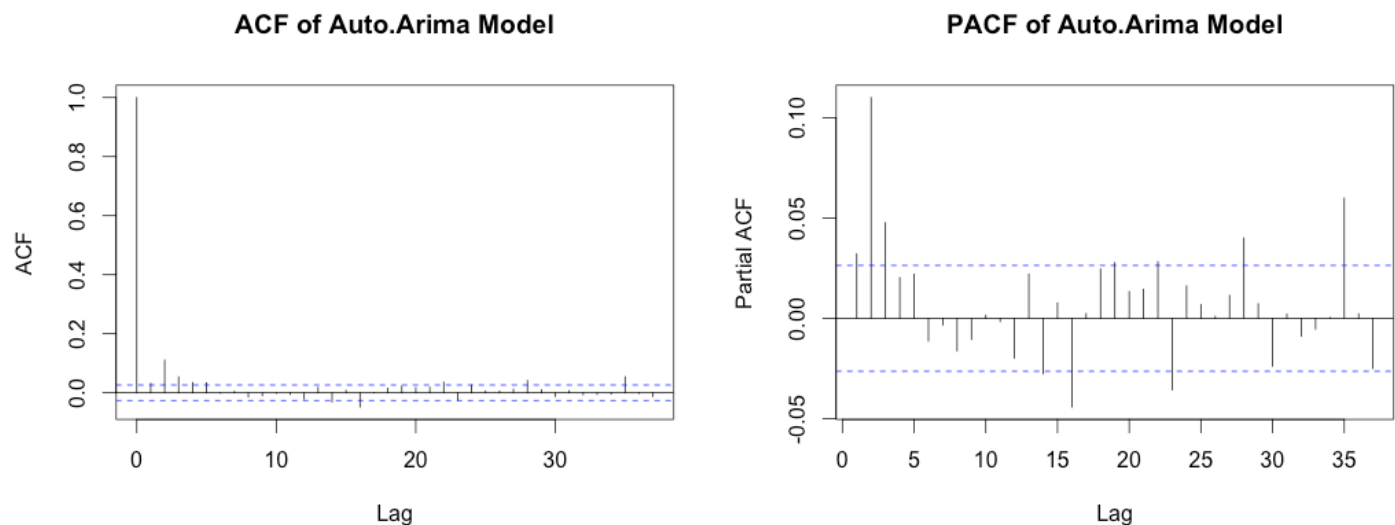 ACF of Auto.Arima Model
ACF
0.0 0.2 0.4 0.6 0.8 1.0
0 10 20 30
Lag
PACF of Auto.Arima Model
Partial ACF
-0.05 0.00 0.05 0.10
0 5 10 15 20 25 30 35
Lag